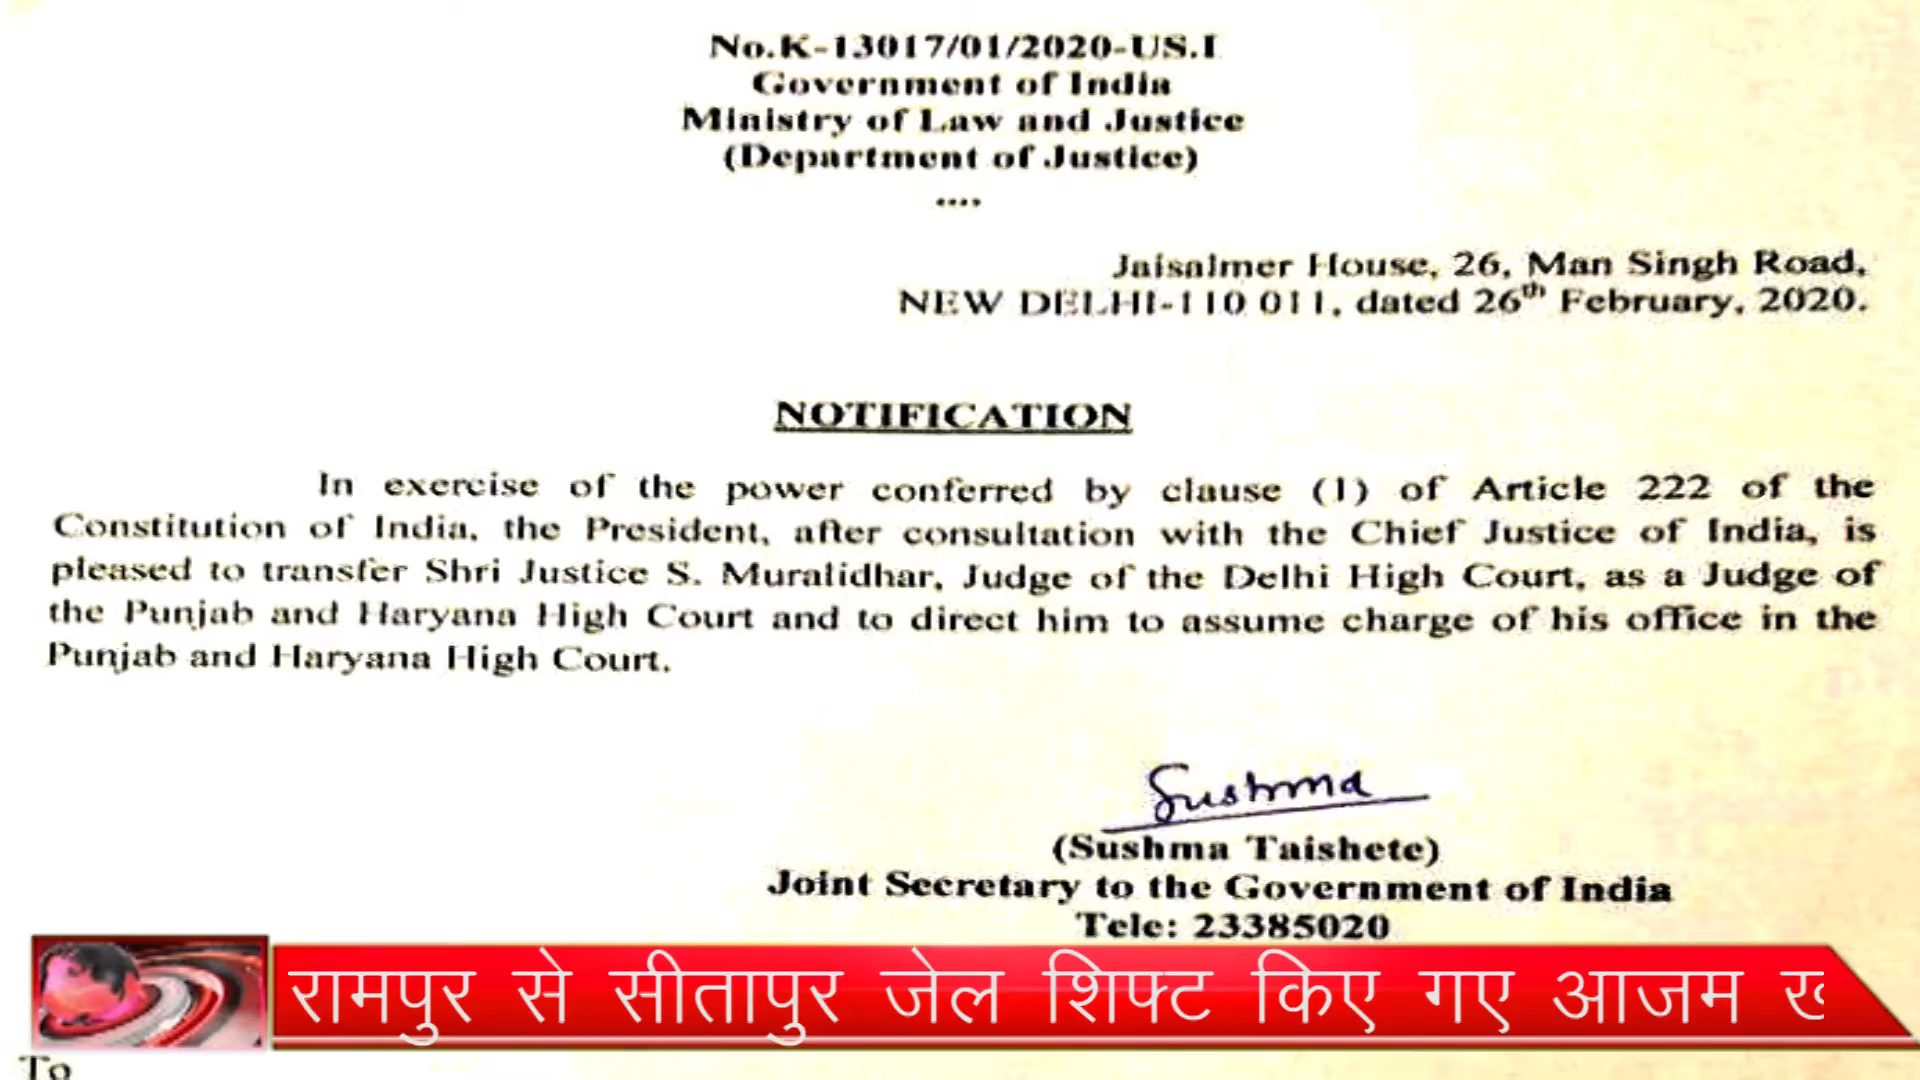 No.K-13017/01/2020-US.I
Government of India
Ministry of Law and Justice
(Department of Justice)
....
Jaisalmer House, 26, Man Singh Road,
NEW DELHI-110 011, dated 26th February, 2020.
NOTIFICATION
In exercise of the power conferred by clause (1) of Article 222 of the
Constitution of India, the President, after consultation with the Chief Justice of India, is
pleased to transfer Shri Justice S. Muralidhar, Judge of the Delhi High Court, as a Judge of
the Punjab and Haryana High Court and to direct him to assume charge of his office in the
Punjab and Haryana High Court.
Sushma
(Sushma Taishete)
Joint Secretary to the Government of India
Tele: 23385020
रामपुर से सीतापुर जेल शिफ्ट किए गए आजम
To